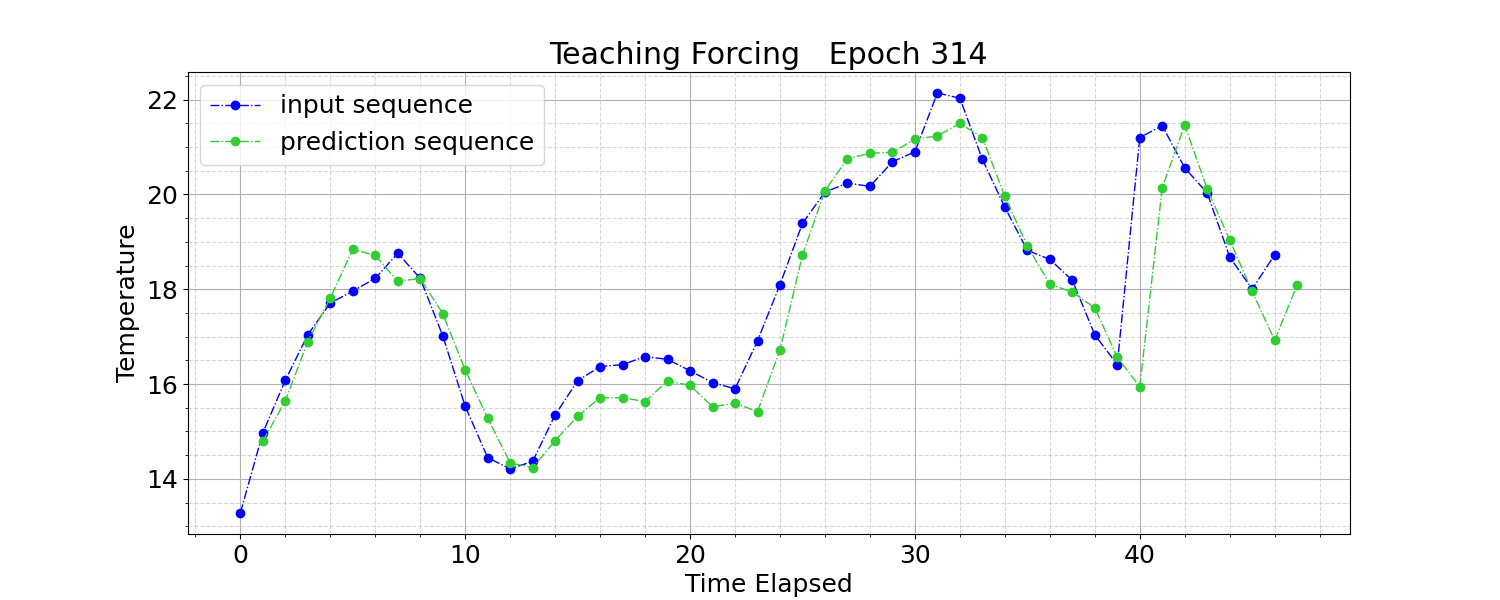 Teaching Forcing   Epoch 314
input sequence
prediction sequence
22
20
18
16
14
Temperature
0 10 20 30 40
Time Elapsed